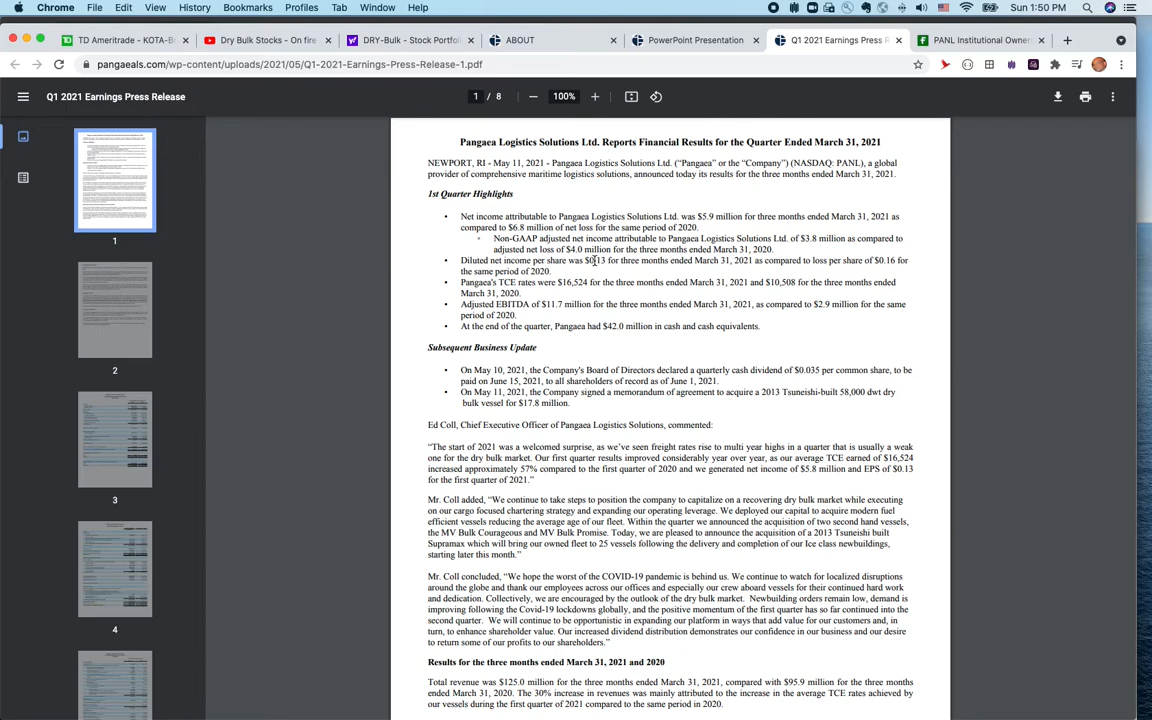 Chrome File Edit View History Bookmarks Profiles Tab Window Help Sun 1:50 PM
TD Ameritrade - KOTA-B Dry Bulk Stocks - On fire DRY-Bulk - Stock Portfol ABOUT PowerPoint Presentation Q1 2021 Earnings Press R PANL Institutional Owner
pangaeals.com/wp-content/uploads/2021/05/Q1-2021-Earnings-Press-Release-1.pdf
Q1 2021 Earnings Press Release 1 / 8 100%
Pangaea Logistics Solutions Ltd. Reports Financial Results for the Quarter Ended March 31, 2021
NEWPORT, RI - May 11, 2021 - Pangaea Logistics Solutions Ltd. (“Pangaea” or the “Company”) (NASDAQ: PANL), a global
provider of comprehensive maritime logistics solutions, announced today its results for the three months ended March 31, 2021.
1st Quarter Highlights
• Net income attributable to Pangaea Logistics Solutions Ltd. was $5.9 million for three months ended March 31, 2021 as
compared to $6.8 million of net loss for the same period of 2020.
• Non-GAAP adjusted net income attributable to Pangaea Logistics Solutions Ltd. of $3.8 million as compared to
adjusted net loss of $4.0 million for the three months ended March 31, 2020.
• Diluted net income per share was $0.13 for three months ended March 31, 2021 as compared to loss per share of $0.16 for
the same period of 2020.
• Pangaea's TCE rates were $16,524 for the three months ended March 31, 2021 and $10,508 for the three months ended
March 31, 2020.
• Adjusted EBITDA of $11.7 million for the three months ended March 31, 2021, as compared to $2.9 million for the same
period of 2020.
• At the end of the quarter, Pangaea had $42.0 million in cash and cash equivalents.
Subsequent Business Update
• On May 10, 2021, the Company's Board of Directors declared a quarterly cash dividend of $0.035 per common share, to be
paid on June 15, 2021, to all shareholders of record as of June 1, 2021.
• On May 11, 2021, the Company signed a memorandum of agreement to acquire a 2013 Tsuneishi-built 58,000 dwt dry
bulk vessel for $17.8 million.
Ed Coll, Chief Executive Officer of Pangaea Logistics Solutions, commented:
“The start of 2021 was a welcomed surprise, as we’ve seen freight rates rise to multi year highs in a quarter that is usually a weak
one for the dry bulk market. Our first quarter results improved considerably year over year, as our average TCE earned of $16,524
increased approximately 57% compared to the first quarter of 2020 and we generated net income of $5.8 million and EPS of $0.13
for the first quarter of 2021.”
Mr. Coll added, “We continue to take steps to position the company to capitalize on a recovering dry bulk market while executing
on our cargo focused chartering strategy and expanding our operating leverage. We deployed our capital to acquire modern fuel
efficient vessels reducing the average age of our fleet. Within the quarter we announced the acquisition of two second hand vessels,
the MV Bulk Courageous and MV Bulk Promise. Today, we are pleased to announce the acquisition of a 2013 Tsuneishi built
Supramax which will bring our owned fleet to 25 vessels following the delivery and completion of our Ice class newbuildings,
starting later this month.”
Mr. Coll concluded, “We hope the worst of the COVID-19 pandemic is behind us. We continue to watch for localized disruptions
around the globe and thank our employees across our offices and especially our crew aboard vessels for their continued hard work
and dedication. Collectively, we are encouraged by the outlook of the dry bulk market. Newbuilding orders remain low, demand is
improving following the Covid-19 lockdowns globally, and the positive momentum of the first quarter has so far continued into the
second quarter. We will continue to be opportunistic in expanding our platform in ways that add value for our customers and, in
turn, to enhance shareholder value. Our increased dividend distribution demonstrates our confidence in our business and our desire
to return some of our profits to our shareholders.”
Results for the three months ended March 31, 2021 and 2020
Total revenue was $125.0 million for the three months ended March 31, 2021, compared with $95.9 million for the three months
ended March 31, 2020. The 30% increase in revenues was mainly attributed to the increase in the average TCE rates achieved by
our vessels during the first quarter of 2021 compared to the same period in 2020.
1
2
3
4